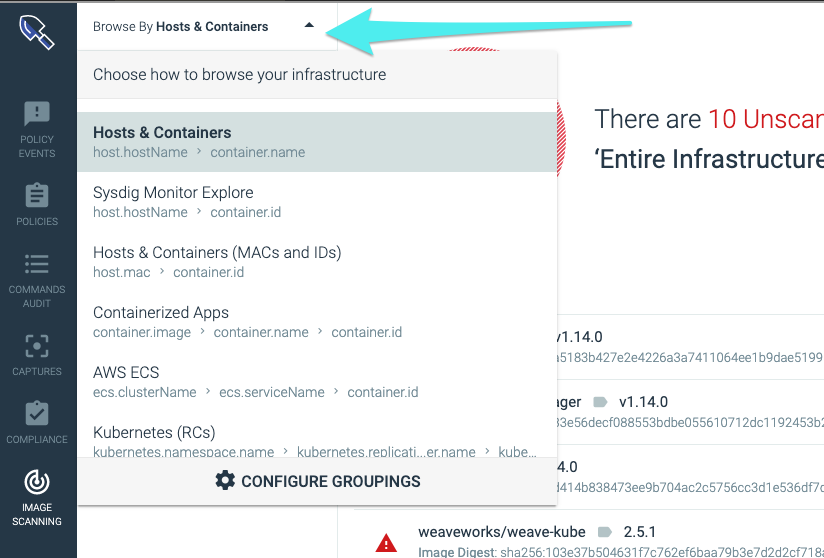 Browse By Hosts & Containers
Choose how to browse your infrastructure
Hosts & Containers
host.hostName > container.name
Sysdig Monitor Explore
host.hostName > container.id
Hosts & Containers (MACs and IDs)
host.mac > container.id
Containerized Apps
container.image > container.name > container.id
AWS ECS
ecs.clusterName > ecs.serviceName > container.id
Kubernetes (RCs)
kubernetes.namespace.name > kubernetes.replicati...er.name > kube...
CONFIGURE GROUPINGS
POLICY
EVENTS
POLICIES
COMMANDS
AUDIT
CAPTURES
COMPLIANCE
IMAGE
SCANNING
There are 10 Unscan
‘Entire Infrastructure
v1.14.0
a5183b427e2e4226a3a7411064ee1b9dae5199
ager v1.14.0
33e56decf088553bdbe055610712dc1192453b2
4.0
d414b838473ee9b704ac2c5756cc3d1e536df7c
weaveworks/weave-kube 2.5.1
Image Digest: sha256:103e37b504631f7c762ef6baa79b3e7d2d2cf718a